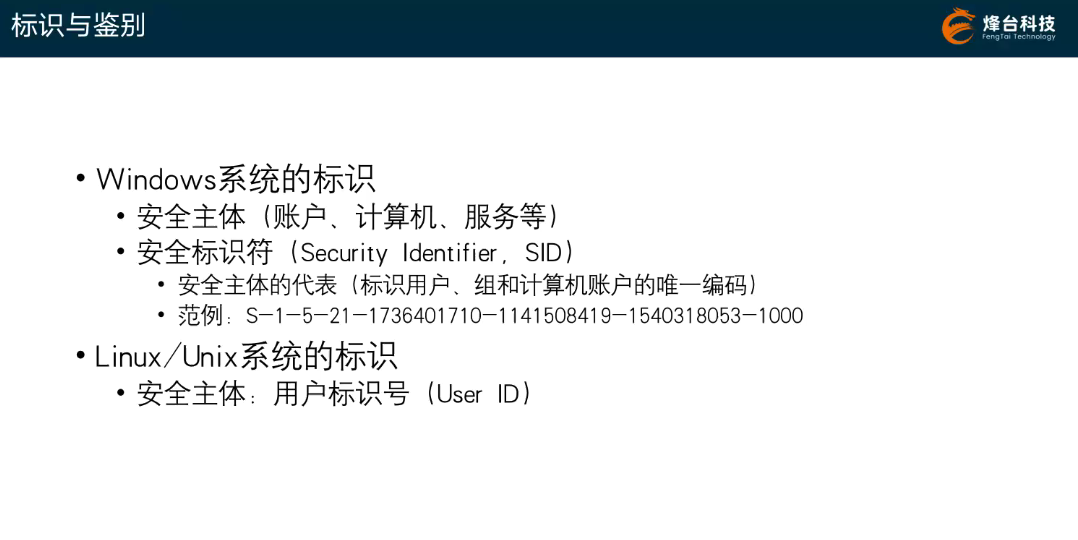 标识与鉴别
烽台科技
FengTai Technology
• Windows系统的标识
• 安全主体（账户、计算机、服务等）
• 安全标识符（Security Identifier，SID）
• 安全主体的代表（标识用户、组和计算机账户的唯一编码）
• 范例：S-1-5-21-1736401710-1141508419-1540318053-1000
• Linux/Unix系统的标识
• 安全主体：用户标识号（User ID）